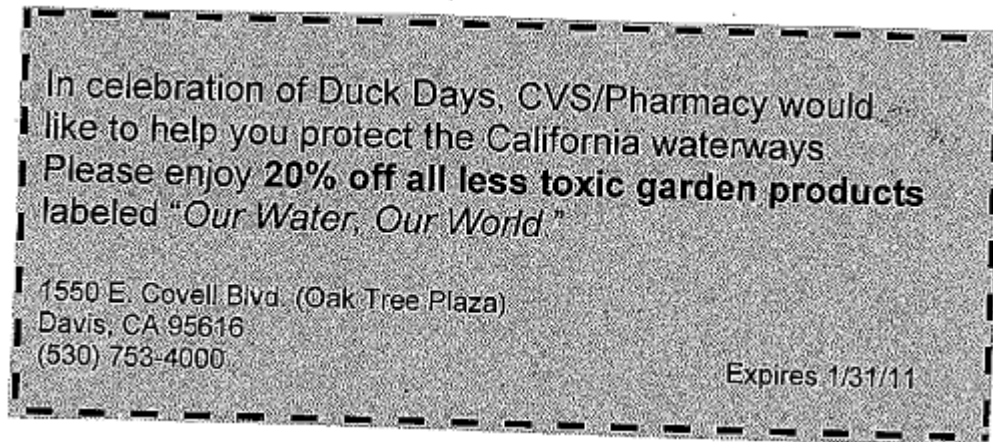 In celebration of Duck Days, CVS/Pharmacy would
like to help you protect the California waterways.
Please enjoy 20% off all less toxic garden products
labeled "Our Water, Our World."
1550 E. Covell Blvd. (Oak Tree Plaza)
Davis, CA 95616
(530) 753-4000
Expires 1/31/11